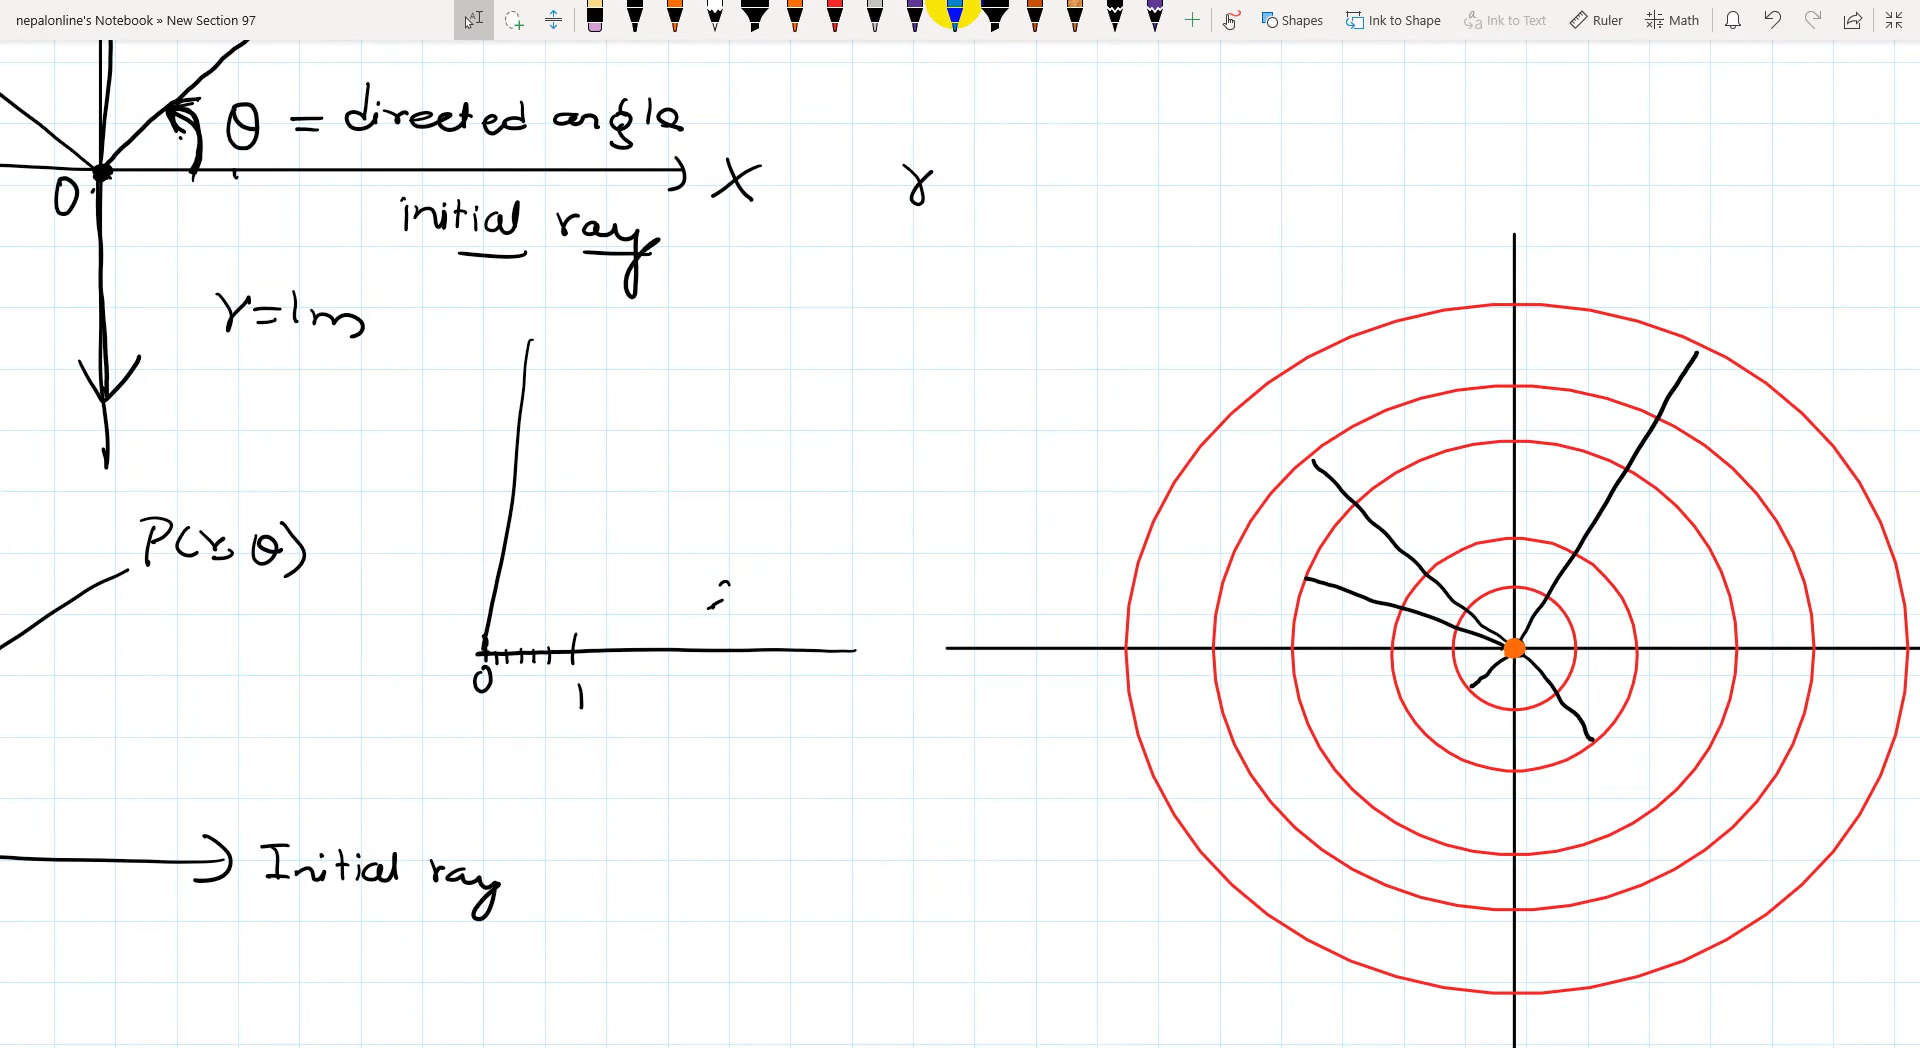 nepalonline's Notebook » New Section 97
Shapes
Ink to Shape
Ink to Text
Ruler
Math
θ = directed angle
O
X
r
initial ray
r=1m
P(r, θ)
0
1
Initial ray